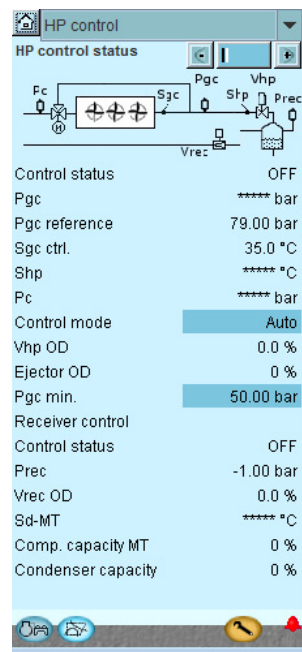 HP control
HP control status
Pgc Vhp
Pc Sgc Shp Prec
M
Vrec
Control status OFF
Pgc ***** bar
Pgc reference 79.00 bar
Sgc ctrl. 35.0 °C
Shp ***** °C
Pc ***** bar
Control mode Auto
Vhp OD 0.0 %
Ejector OD 0 %
Pgc min. 50.00 bar
Receiver control
Control status OFF
Prec -1.00 bar
Vrec OD 0.0 %
Sd-MT ***** °C
Comp. capacity MT 0 %
Condenser capacity 0 %